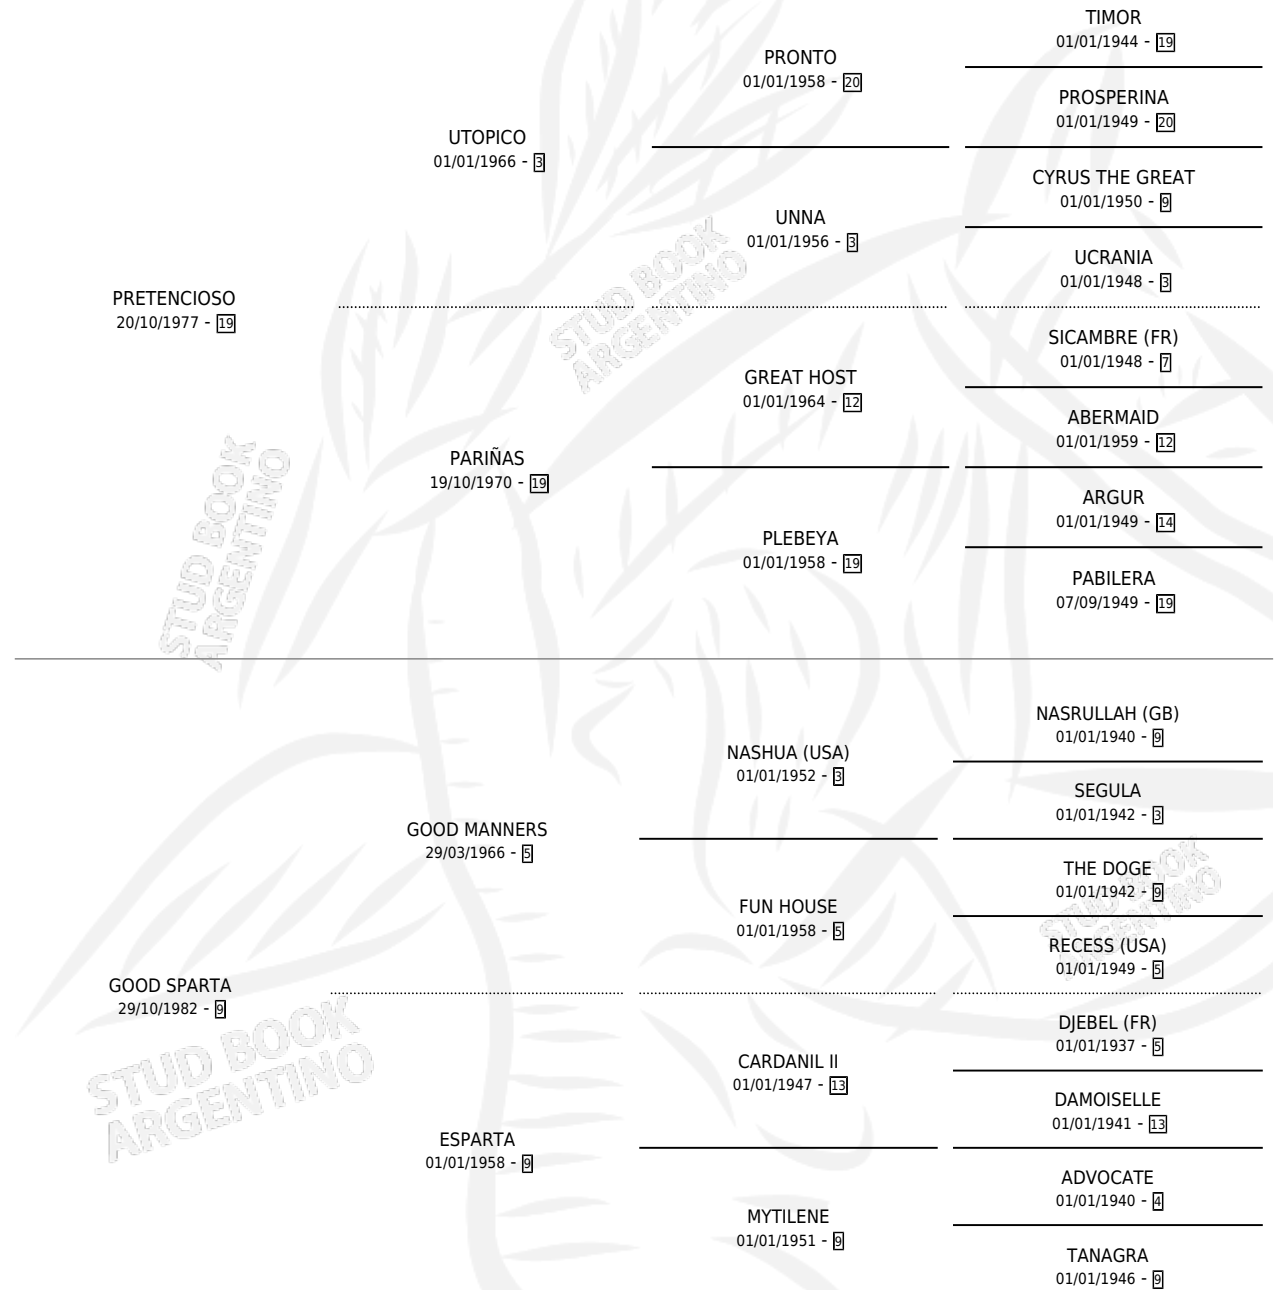 TIMOR
01/01/1944 - 19
PRONTO
01/01/1958 - 20
PROSPERINA
01/01/1949 - 20
UTOPICO
01/01/1966 - 3
CYRUS THE GREAT
01/01/1950 - 9
UNNA
01/01/1956 - 3
UCRANIA
01/01/1948 - 3
PRETENCIOSO
20/10/1977 - 19
SICAMBRE (FR)
01/01/1948 - 7
GREAT HOST
01/01/1964 - 12
ABERMAID
01/01/1959 - 12
PARIÑAS
19/10/1970 - 19
ARGUR
01/01/1949 - 14
PLEBEYA
01/01/1958 - 19
PABILERA
07/09/1949 - 19
NASRULLAH (GB)
01/01/1940 - 9
NASHUA (USA)
01/01/1952 - 3
SEGULA
01/01/1942 - 3
GOOD MANNERS
29/03/1966 - 5
THE DOGE
01/01/1942 - 9
FUN HOUSE
01/01/1958 - 5
RECESS (USA)
01/01/1949 - 5
GOOD SPARTA
29/10/1982 - 9
DJEBEL (FR)
01/01/1937 - 5
CARDANIL II
01/01/1947 - 13
DAMOISELLE
01/01/1941 - 13
ESPARTA
01/01/1958 - 9
ADVOCATE
01/01/1940 - 4
MYTILENE
01/01/1951 - 9
TANAGRA
01/01/1946 - 9
STUD BOOK
ARGENTINO
STUD BOOK
ARGENTINO
STUD BOOK
ARGENTINO
STUD BOOK
ARGENTINO